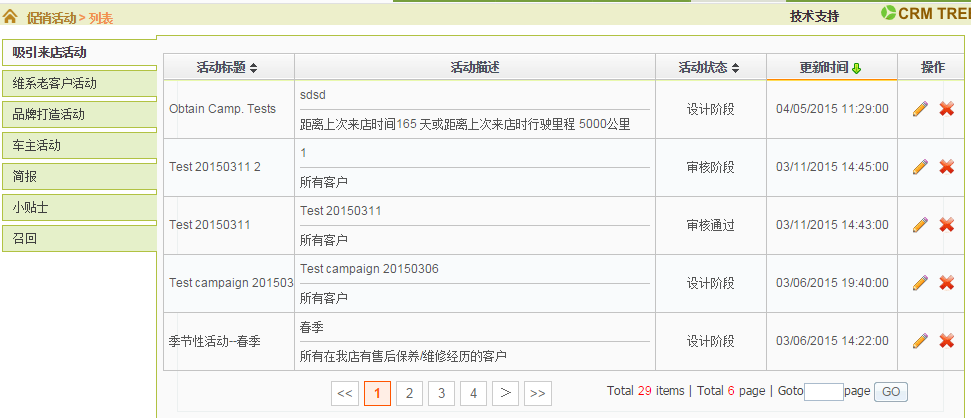 促销活动 > 列表
技术支持
CRM TREE
吸引来店活动
维系老客户活动
品牌打造活动
车主活动
简报
小贴士
召回
活动标题 活动描述 活动状态 更新时间 操作
Obtain Camp. Tests sdsd 设计阶段 04/05/2015 11:29:00
距离上次来店时间165 天或距离上次来店时行驶里程 5000公里
Test 20150311 2 1 审核阶段 03/11/2015 14:45:00
所有客户
Test 20150311 Test 20150311 审核通过 03/11/2015 14:43:00
所有客户
Test campaign 201503 Test campaign 20150306 设计阶段 03/06/2015 19:40:00
所有客户
季节性活动--春季 春季 设计阶段 03/06/2015 14:22:00
所有在我店有售后保养/维修经历的客户
<< 1 2 3 4 > >> Total 29 items | Total 6 page | Goto page GO